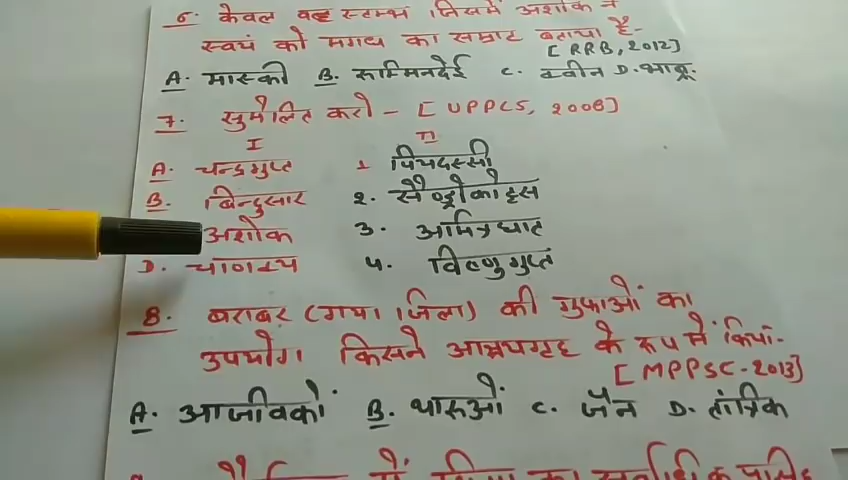 6. केवल वह स्तम्भ जिसमें अशोक ने
स्वयं को मगध का सम्राट बताया है-
[RRB, 2012]
A. मास्की B. रुम्मिनदेई C. क्वीन D. भाब्रू.
7. सुमेलित करो - [UPPCS, 2006]
I II
A. चन्द्रगुप्त 1 पियदस्सी
B. बिन्दुसार 2. सैण्ड्रोकोट्टस
अशोक 3. अमित्रघात
D. चाणक्य 4. विष्णुगुप्त
8. बराबर (गया जिला) की गुफाओं का
उपयोग किसने आश्रयगृह के रूप में किया-
[MPPSC-2013]
A. आजीवकों B. थारूओं C. जैन D. तांत्रिक
में